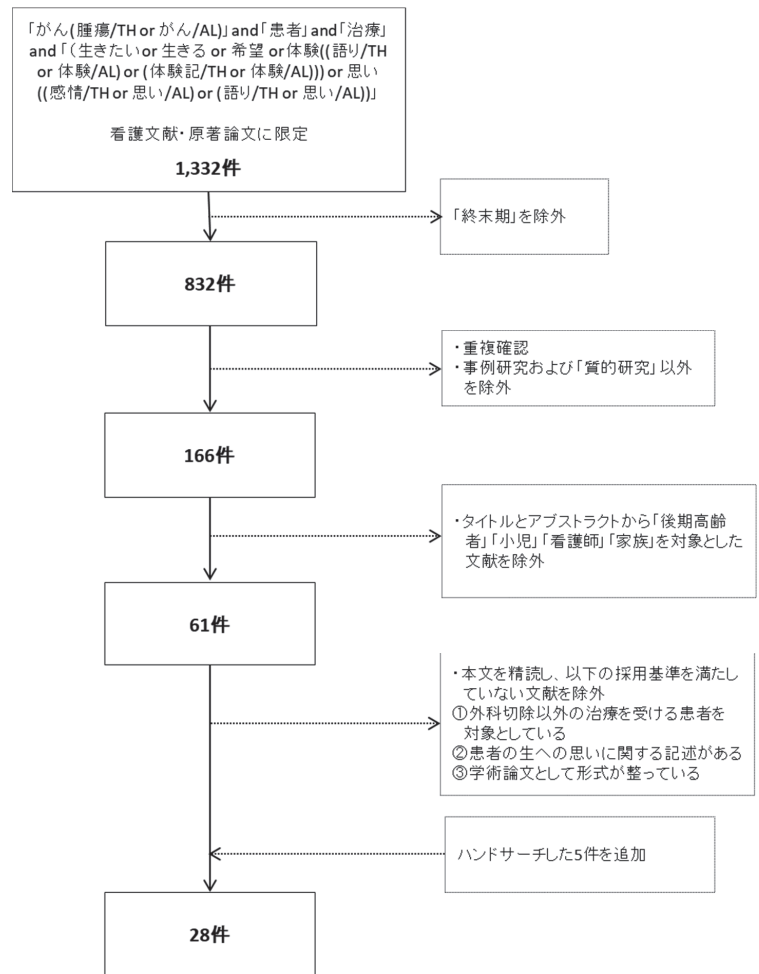 「がん(腫瘍/TH or がん/AL)」and「患者」and「治療」
and「（生きたいor 生きる or 希望 or体験((語り/TH
or 体験/AL) or (体験記/TH or 体験/AL))) or 思い
((感情/TH or 思い/AL) or (語り/TH or 思い/AL))」
看護文献・原著論文に限定
1,332件
「終末期」を除外
832件
・重複確認
・事例研究および「質的研究」以外
を除外
166件
・タイトルとアブストラクトから「後期高齢
者」「小児」「看護師」「家族」を対象とした
文献を除外
61件
・本文を精読し、以下の採用基準を満たし
ていない文献を除外
①外科切除以外の治療を受ける患者を
対象としている
②患者の生への思いに関する記述がある
③学術論文として形式が整っている
ハンドサーチした5件を追加
28件